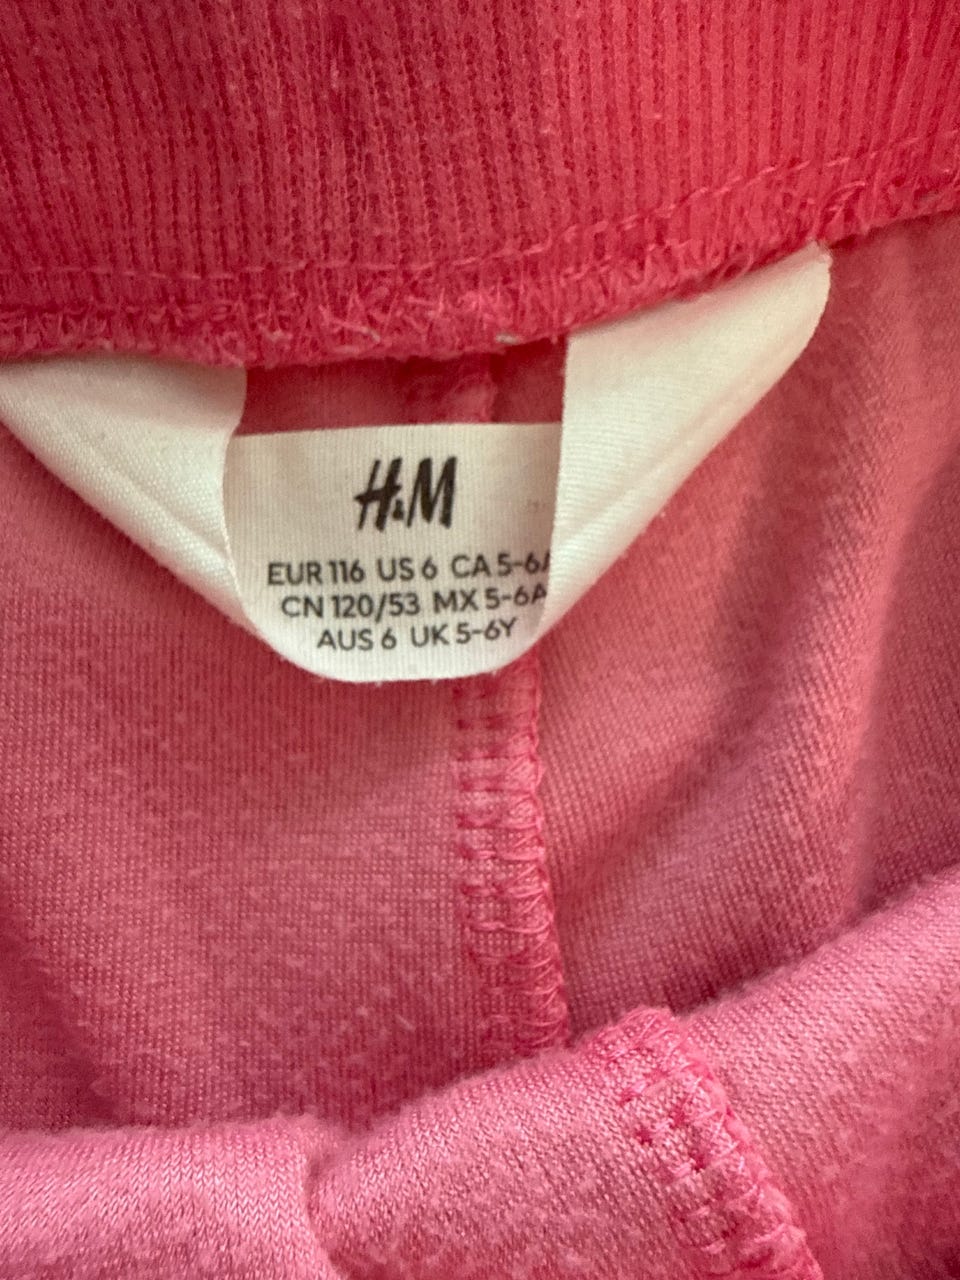 H&M
EUR 116 US 6 CA 5-6A
CN 120/53 MX 5-6A
AUS 6 UK 5-6Y